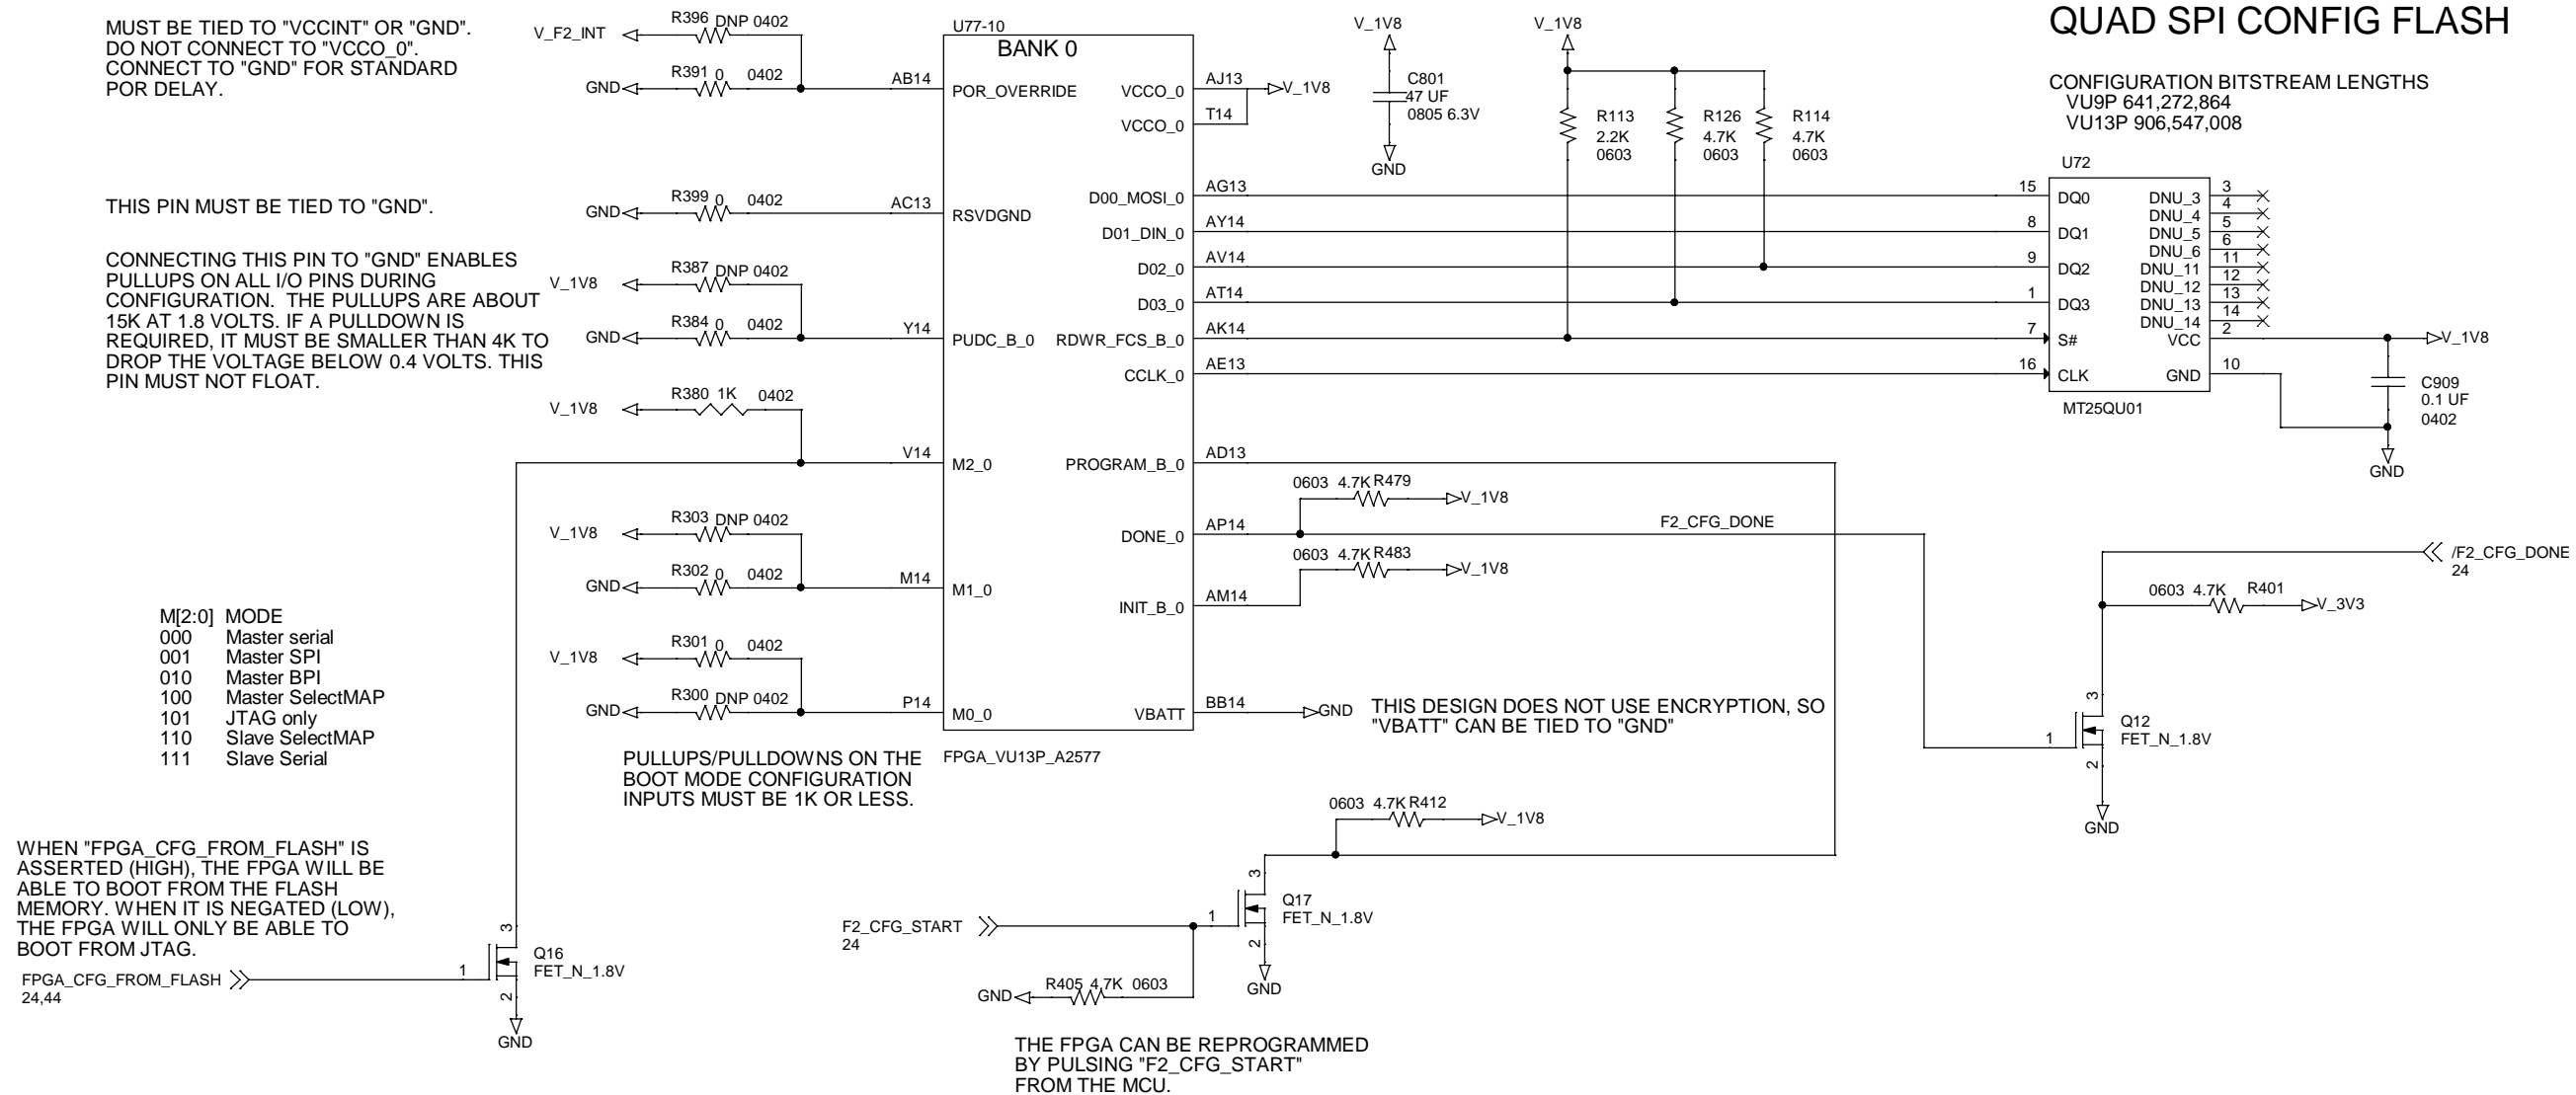 QUAD SPI CONFIG FLASH
CONFIGURATION BITSTREAM LENGTHS
VU9P 641,272,864
VU13P 906,547,008
MUST BE TIED TO "VCCINT" OR "GND".
DO NOT CONNECT TO "VCCO_0".
CONNECT TO "GND" FOR STANDARD
POR DELAY.
V_F2_INT
R396 DNP 0402
GND
R391 0 0402
AB14
THIS PIN MUST BE TIED TO "GND".
GND
R399 0 0402
AC13
CONNECTING THIS PIN TO "GND" ENABLES
PULLUPS ON ALL I/O PINS DURING
CONFIGURATION. THE PULLUPS ARE ABOUT
15K AT 1.8 VOLTS. IF A PULLDOWN IS
REQUIRED, IT MUST BE SMALLER THAN 4K TO
DROP THE VOLTAGE BELOW 0.4 VOLTS. THIS
PIN MUST NOT FLOAT.
V_1V8
R387 DNP 0402
GND
R384 0 0402
Y14
V_1V8
R380 1K 0402
V14
V_1V8
R303 DNP 0402
GND
R302 0 0402
M14
V_1V8
R301 0 0402
GND
R300 DNP 0402
P14
M[2:0] MODE
000 Master serial
001 Master SPI
010 Master BPI
100 Master SelectMAP
101 JTAG only
110 Slave SelectMAP
111 Slave Serial
PULLUPS/PULLDOWNS ON THE
BOOT MODE CONFIGURATION
INPUTS MUST BE 1K OR LESS.
U77-10
BANK 0
POR_OVERRIDE
RSVDGND
PUDC_B_0
M2_0
M1_0
M0_0
VCCO_0
VCCO_0
D00_MOSI_0
D01_DIN_0
D02_0
D03_0
RDWR_FCS_B_0
CCLK_0
PROGRAM_B_0
DONE_0
INIT_B_0
VBATT
FPGA_VU13P_A2577
AJ13
V_1V8
T14
AG13
AY14
AV14
AT14
AK14
AE13
AD13
AP14
AM14
BB14
GND
V_1V8
C801
47 UF
0805 6.3V
GND
V_1V8
R113
2.2K
0603
R126
4.7K
0603
R114
4.7K
0603
U72
15
8
9
1
7
16
DQ0
DQ1
DQ2
DQ3
S#
CLK
DNU_3
DNU_4
DNU_5
DNU_6
DNU_11
DNU_12
DNU_13
DNU_14
VCC
GND
3
4
5
6
11
12
13
14
2
10
MT25QU01
V_1V8
C909
0.1 UF
0402
GND
0603 4.7K R479
V_1V8
F2_CFG_DONE
0603 4.7K R483
V_1V8
THIS DESIGN DOES NOT USE ENCRYPTION, SO
"VBATT" CAN BE TIED TO "GND"
/F2_CFG_DONE
24
0603 4.7K R401
V_3V3
3
1
2
Q12
FET_N_1.8V
GND
0603 4.7K R412
V_1V8
3
1
2
Q17
FET_N_1.8V
GND
F2_CFG_START
24
GND
R405 4.7K 0603
THE FPGA CAN BE REPROGRAMMED
BY PULSING "F2_CFG_START"
FROM THE MCU.
WHEN "FPGA_CFG_FROM_FLASH" IS
ASSERTED (HIGH), THE FPGA WILL BE
ABLE TO BOOT FROM THE FLASH
MEMORY. WHEN IT IS NEGATED (LOW),
THE FPGA WILL ONLY BE ABLE TO
BOOT FROM JTAG.
FPGA_CFG_FROM_FLASH
24,44
3
1
2
Q16
FET_N_1.8V
GND